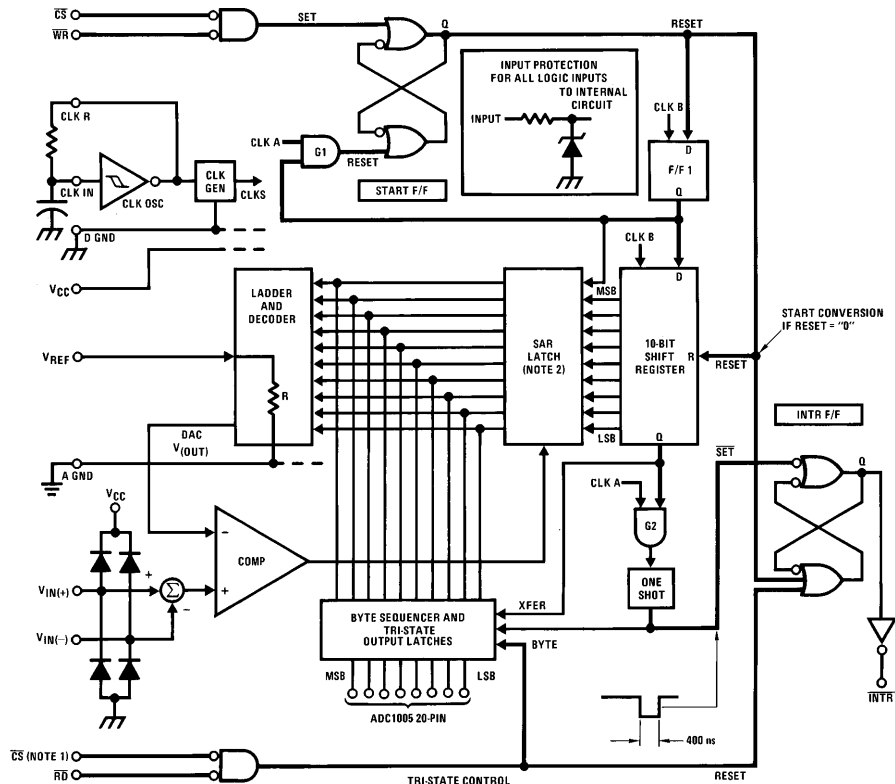 CS
WR
SET
Q
RESET
INPUT PROTECTION
FOR ALL LOGIC INPUTS
TO INTERNAL
CIRCUIT
INPUT
CLK R
CLK IN
CLK OSC
CLK
GEN
CLKS
D GND
VCC
CLK A
G1
RESET
START F/F
CLK B
D
F/F 1
Q
CLK B
D
10-BIT
SHIFT
REGISTER
R
RESET
Q
MSB
LSB
SAR
LATCH
(NOTE 2)
LADDER
AND
DECODER
R
VREF
DAC
V(OUT)
A GND
START CONVERSION
IF RESET = "0"
INTR F/F
SET
Q
INTR
CLK A
G2
ONE
SHOT
VCC
VIN(+)
VIN(−)
+
−
Σ
−
+
COMP
XFER
BYTE
BYTE SEQUENCER AND
TRI-STATE
OUTPUT LATCHES
MSB
LSB
ADC1005 20-PIN
400 ns
CS (NOTE 1)
RD
TRI-STATE CONTROL
RESET